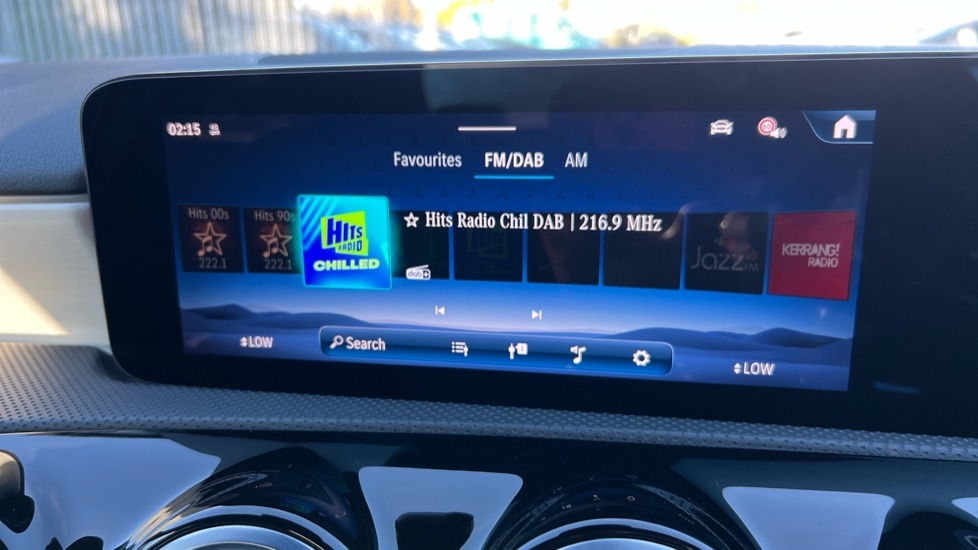 02:15
Favourites FM/DAB AM
Hits 00s
222.1
Hits 90s
222.1
HITS
RADIO
CHILLED
Hits Radio Chil DAB | 216.9 MHz
dab+
Jazz FM
KERRANG!
RADIO
LOW
Search
LOW